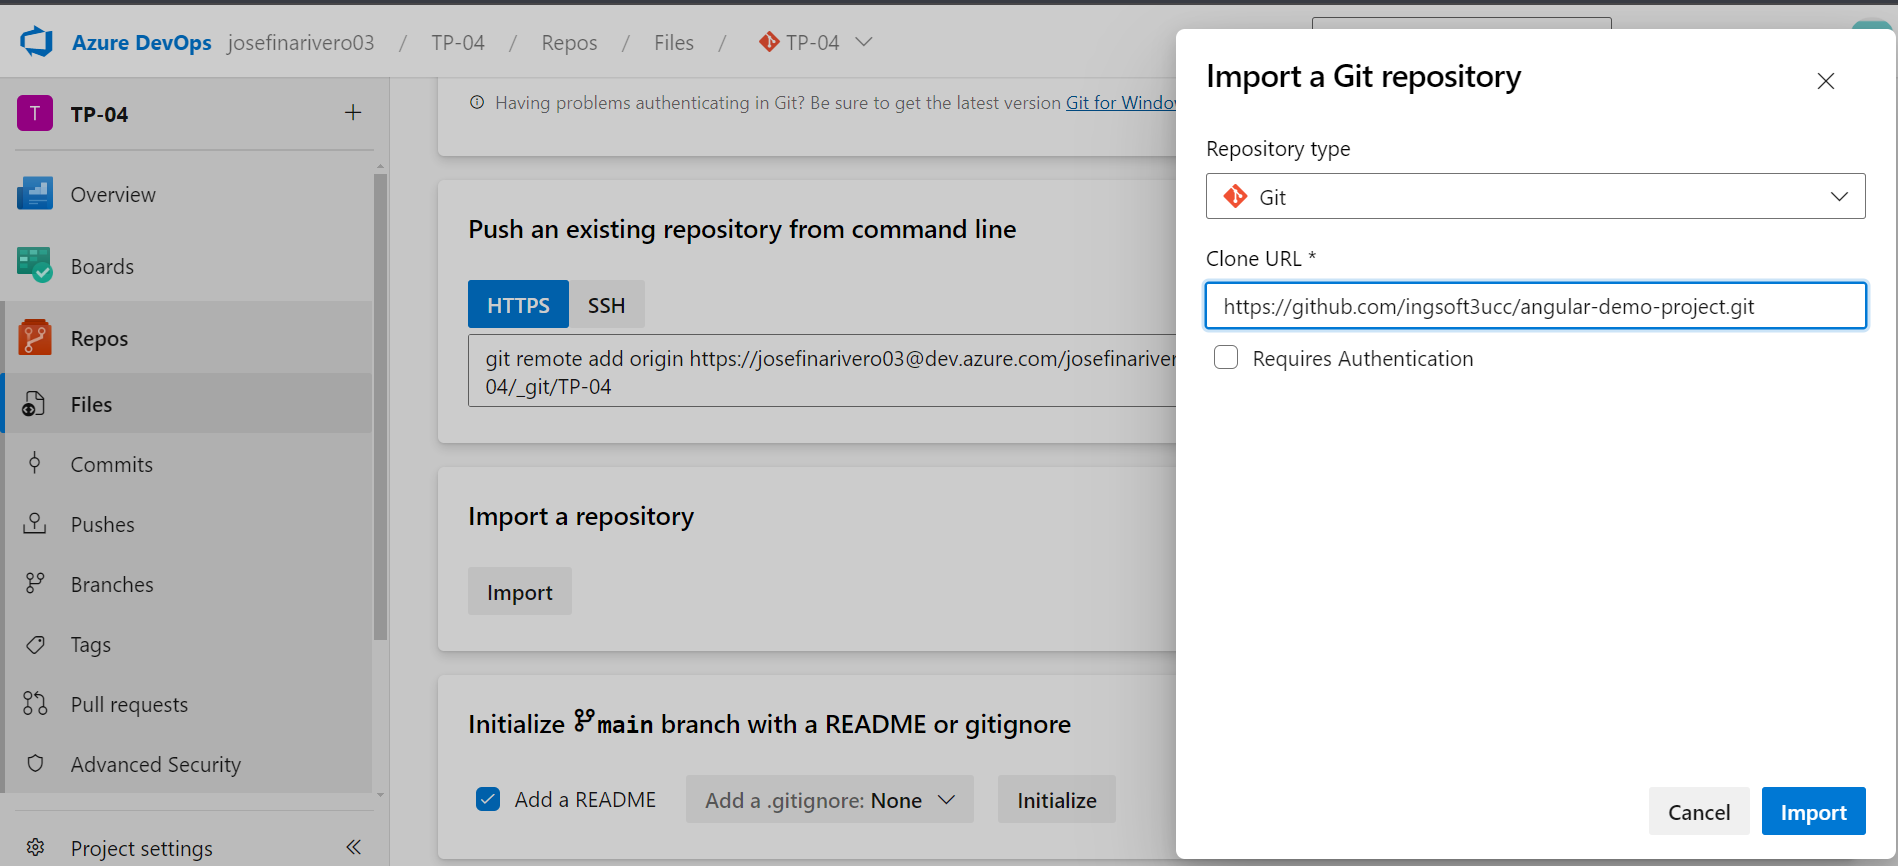 Azure DevOps josefinarivero03 / TP-04 / Repos / Files / TP-04
T TP-04
Overview
Boards
Repos
Files
Commits
Pushes
Branches
Tags
Pull requests
Advanced Security
Project settings
Having problems authenticating in Git? Be sure to get the latest version Git for Windo
Push an existing repository from command line
HTTPS SSH
git remote add origin https://josefinarivero03@dev.azure.com/josefinariver
04/_git/TP-04
Import a repository
Import
Initialize main branch with a README or gitignore
Add a README Add a .gitignore: None Initialize
Import a Git repository
Repository type
Git
Clone URL *
https://github.com/ingsoft3ucc/angular-demo-project.git
Requires Authentication
Cancel Import